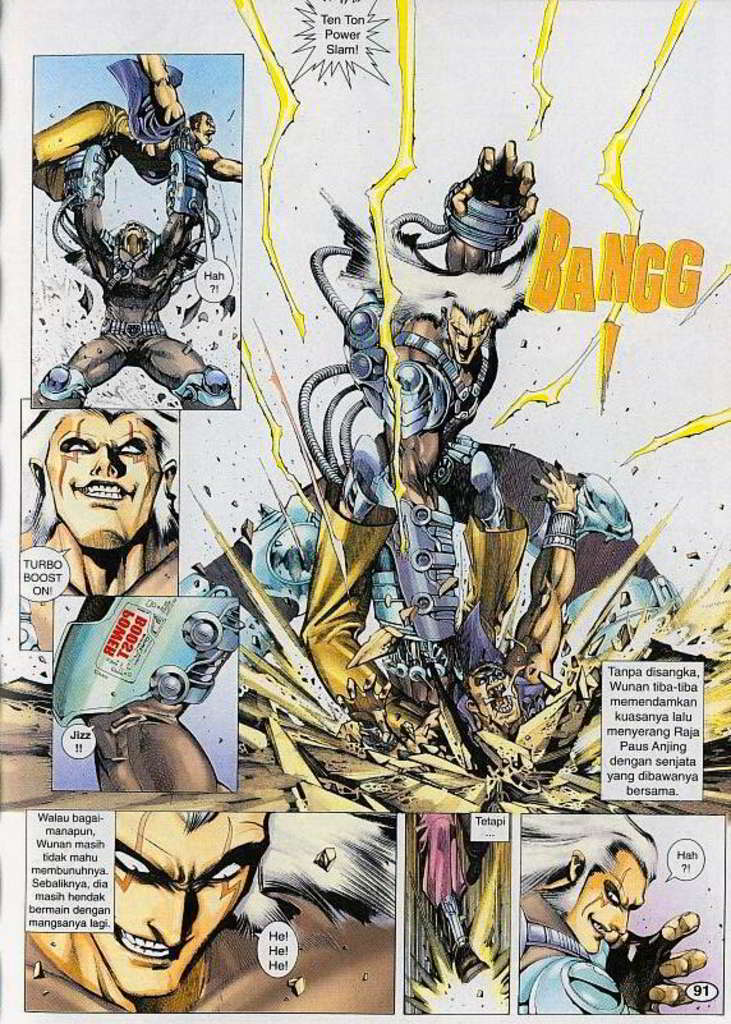 Ten Ton
Power
Slam!
Hah
?!
BANGG
!
TURBO
BOOST
ON!
BOOST
POWER
Jizz
!!
Tanpa disangka,
Wunan tiba-tiba
memendamkan
kuasanya lalu
menyerang Raja
Paus Anjing
dengan senjata
yang dibawanya
bersama.
Walau bagai-
manapun,
Wunan masih
tidak mahu
membunuhnya.
Sebaliknya, dia
masih hendak
bermain dengan
mangsanya lagi.
He!
He!
He!
Tetapi
...
Hah
?!
91